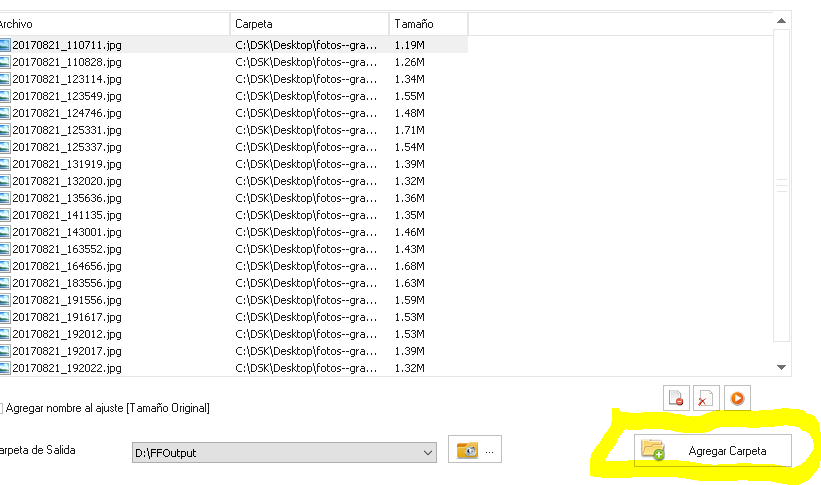 Archivo Carpeta Tamaño
20170821_110711.jpg C:\DSK\Desktop\fotos--gra... 1.19M
20170821_110828.jpg C:\DSK\Desktop\fotos--gra... 1.26M
20170821_123114.jpg C:\DSK\Desktop\fotos--gra... 1.34M
20170821_123549.jpg C:\DSK\Desktop\fotos--gra... 1.55M
20170821_124746.jpg C:\DSK\Desktop\fotos--gra... 1.48M
20170821_125331.jpg C:\DSK\Desktop\fotos--gra... 1.71M
20170821_125337.jpg C:\DSK\Desktop\fotos--gra... 1.54M
20170821_131919.jpg C:\DSK\Desktop\fotos--gra... 1.39M
20170821_132020.jpg C:\DSK\Desktop\fotos--gra... 1.32M
20170821_135636.jpg C:\DSK\Desktop\fotos--gra... 1.36M
20170821_141135.jpg C:\DSK\Desktop\fotos--gra... 1.35M
20170821_143001.jpg C:\DSK\Desktop\fotos--gra... 1.46M
20170821_163552.jpg C:\DSK\Desktop\fotos--gra... 1.43M
20170821_164656.jpg C:\DSK\Desktop\fotos--gra... 1.68M
20170821_183556.jpg C:\DSK\Desktop\fotos--gra... 1.63M
20170821_191556.jpg C:\DSK\Desktop\fotos--gra... 1.59M
20170821_191617.jpg C:\DSK\Desktop\fotos--gra... 1.53M
20170821_192012.jpg C:\DSK\Desktop\fotos--gra... 1.53M
20170821_192017.jpg C:\DSK\Desktop\fotos--gra... 1.39M
20170821_192022.jpg C:\DSK\Desktop\fotos--gra... 1.32M
Agregar nombre al ajuste [Tamaño Original]
arpeta de Salida D:\FFOutput ... Agregar Carpeta